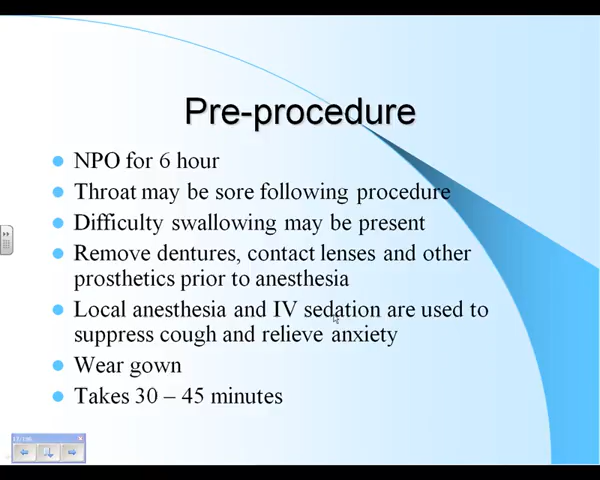 Pre-procedure
NPO for 6 hour
Throat may be sore following procedure
Difficulty swallowing may be present
Remove dentures, contact lenses and other
prosthetics prior to anesthesia
Local anesthesia and IV sedation are used to
suppress cough and relieve anxiety
Wear gown
Takes 30 – 45 minutes